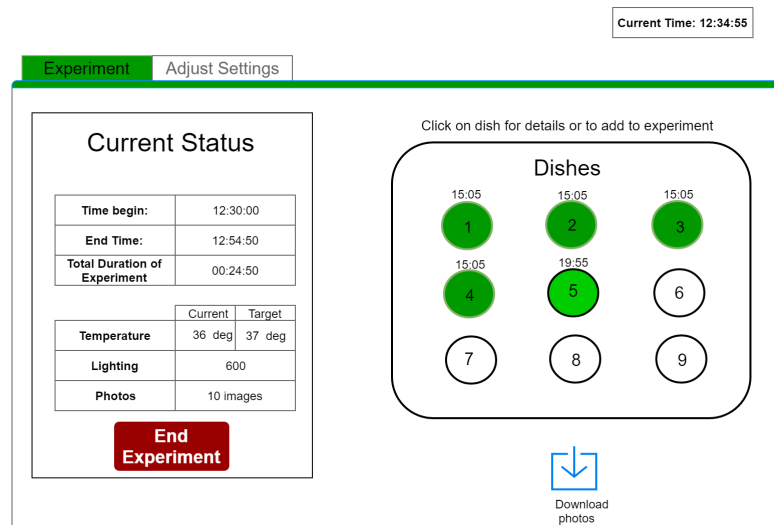 Current Time: 12:34:55
Experiment Adjust Settings
Current Status
Time begin: 12:30:00
End Time: 12:54:50
Total Duration of
Experiment 00:24:50
Current Target
Temperature 36 deg 37 deg
Lighting 600
Photos 10 images
End
Experiment
Click on dish for details or to add to experiment
Dishes
15:05 15:05 15:05
1 2 3
15:05 19:55
4 5 6
7 8 9
Download
photos